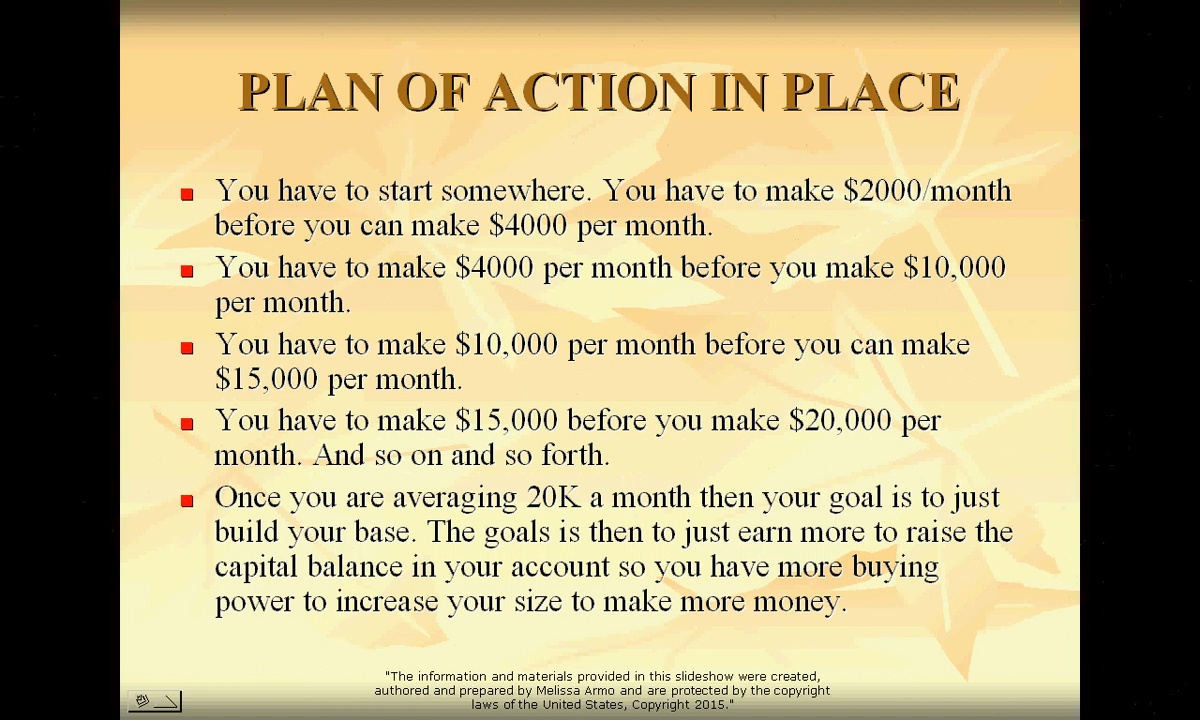 PLAN OF ACTION IN PLACE
You have to start somewhere. You have to make $2000/month
before you can make $4000 per month.
You have to make $4000 per month before you make $10,000
per month.
You have to make $10,000 per month before you can make
$15,000 per month.
You have to make $15,000 before you make $20,000 per
month. And so on and so forth.
Once you are averaging 20K a month then your goal is to just
build your base. The goals is then to just earn more to raise the
capital balance in your account so you have more buying
power to increase your size to make more money.
"The information and materials provided in this slideshow were created,
authored and prepared by Melissa Armo and are protected by the copyright
laws of the United States, Copyright 2015."